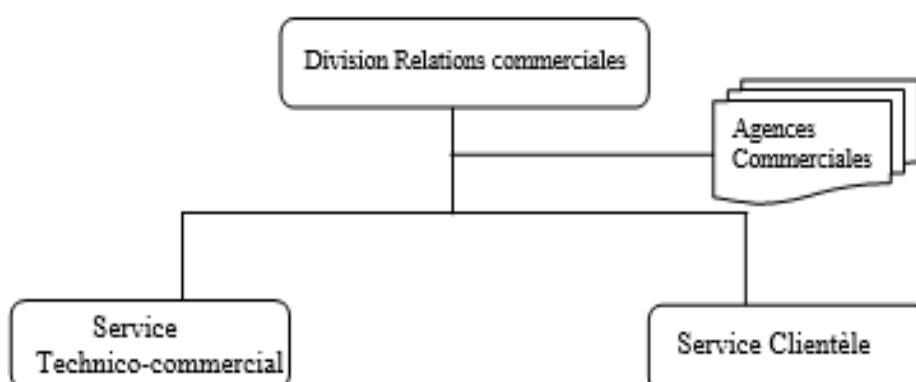 Division Relations commerciales
Agences
Commerciales
Service
Technico-commercial
Service Clientèle